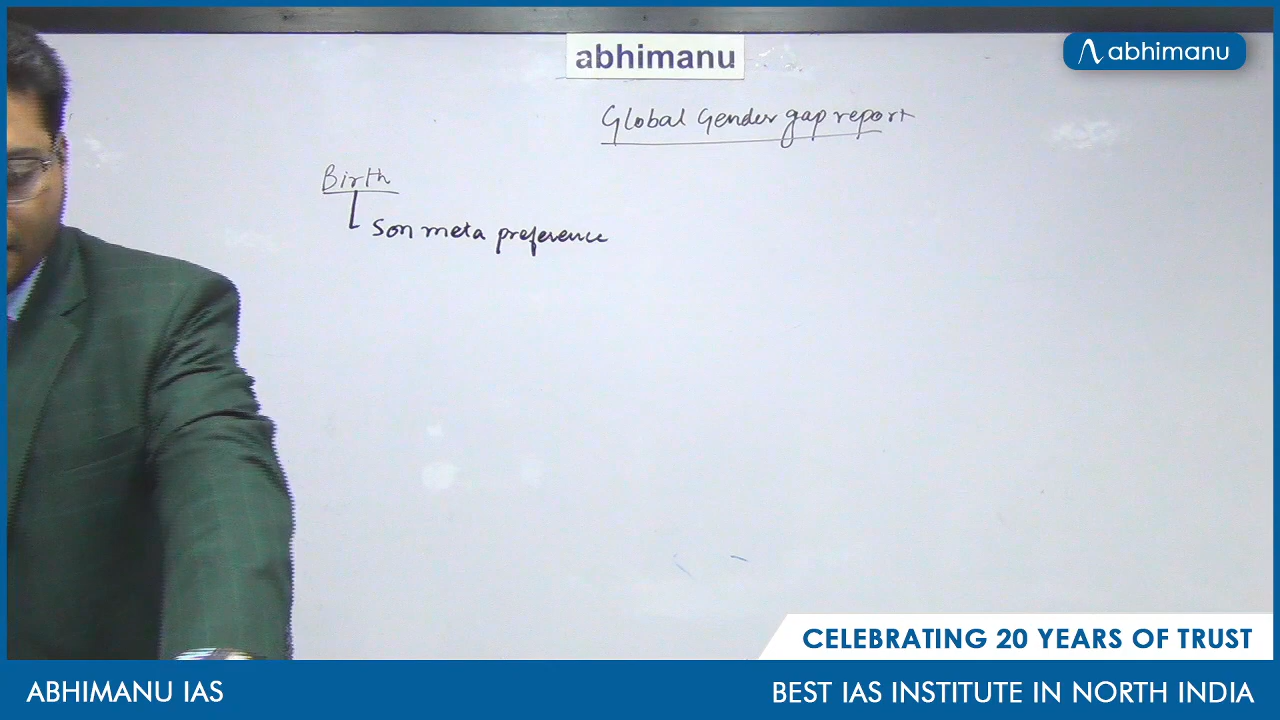 abhimanu
abhimanu
Global Gender gap report
Birth
Son meta preference
CELEBRATING 20 YEARS OF TRUST
ABHIMANU IAS
BEST IAS INSTITUTE IN NORTH INDIA